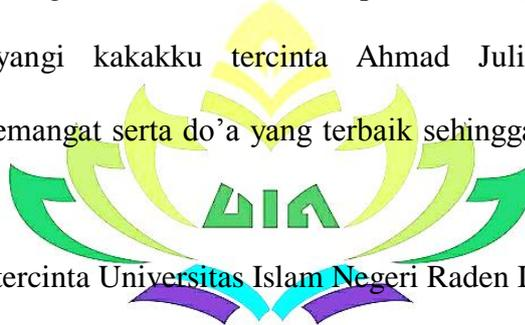 yangi kakakku tercinta Ahmad Juli
emangat serta do’a yang terbaik sehingga
UIN
tercinta Universitas Islam Negeri Raden I